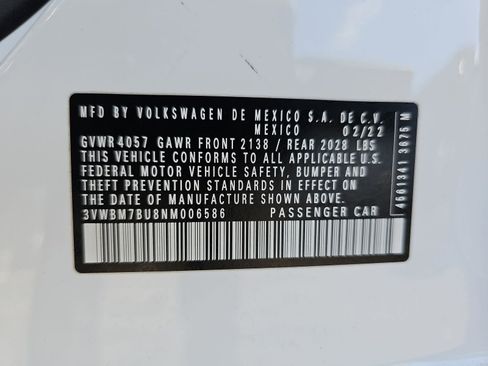 MFD BY VOLKSWAGEN DE MEXICO S.A. DE C.V.
MEXICO 02/22
GVWR 4057 GAWR FRONT 2138 / REAR 2028 LBS
THIS VEHICLE CONFORMS TO ALL APPLICABLE U.S.
FEDERAL MOTOR VEHICLE SAFETY, BUMPER AND
THEFT PREVENTION STANDARDS IN EFFECT ON THE
DATE OF MANUFACTURE SHOWN ABOVE.
3VWBM7BU8NM006586 PASSENGER CAR
4561341 3675 M